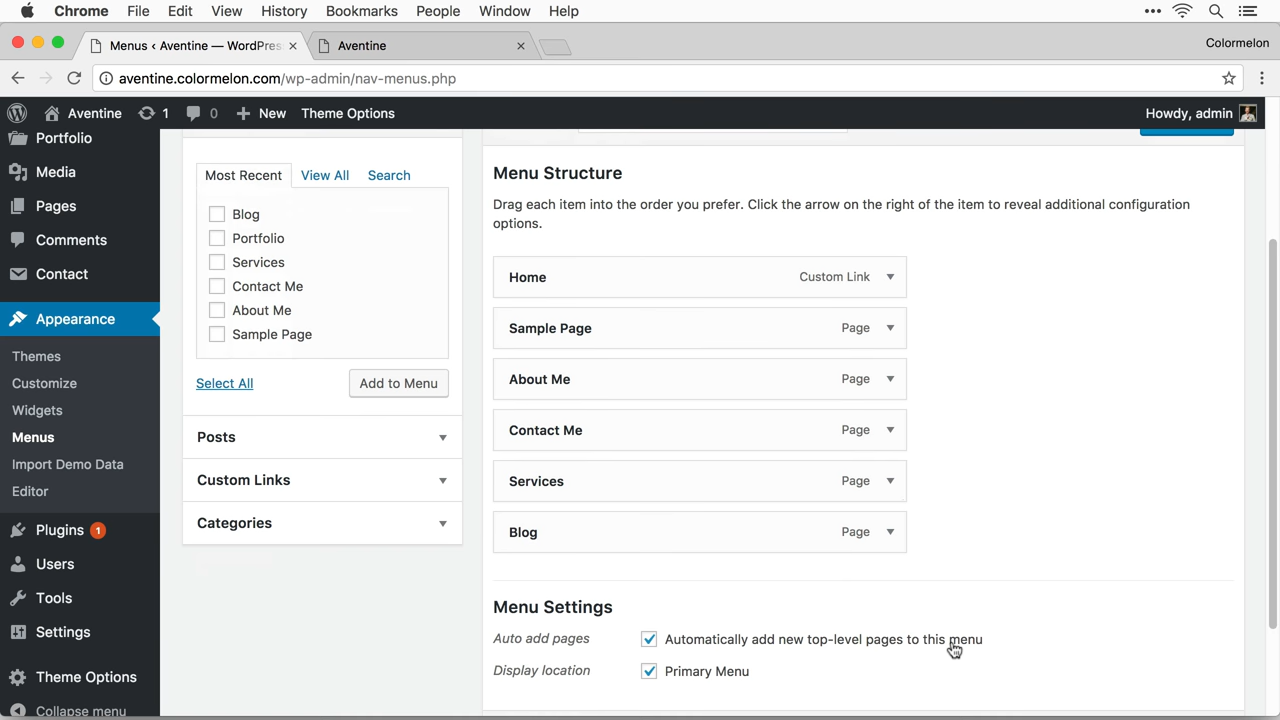 Chrome File Edit View History Bookmarks People Window Help
Menus ‹ Aventine — WordPres
Aventine
Colormelon
aventine.colormelon.com/wp-admin/nav-menus.php
Aventine 1 0 New Theme Options Howdy, admin
Portfolio
Media
Pages
Comments
Contact
Appearance
Themes
Customize
Widgets
Menus
Import Demo Data
Editor
Plugins 1
Users
Tools
Settings
Theme Options
Collapse menu
Most Recent View All Search
Blog
Portfolio
Services
Contact Me
About Me
Sample Page
Select All Add to Menu
Posts
Custom Links
Categories
Menu Structure
Drag each item into the order you prefer. Click the arrow on the right of the item to reveal additional configuration
options.
Home Custom Link
Sample Page Page
About Me Page
Contact Me Page
Services Page
Blog Page
Menu Settings
Auto add pages Automatically add new top-level pages to this menu
Display location Primary Menu